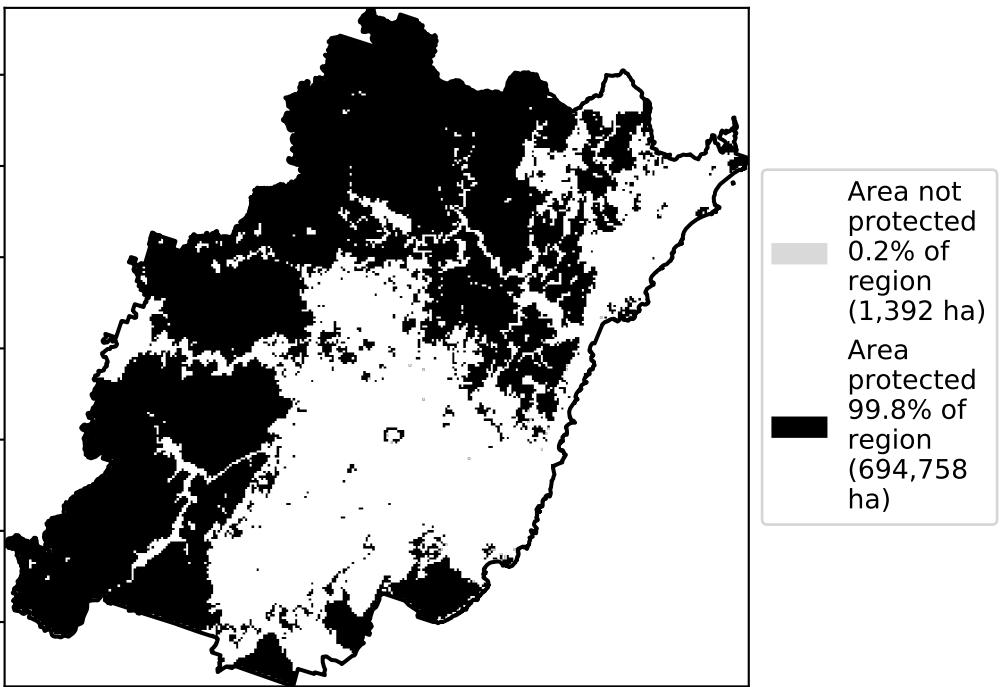 Area not
protected
0.2% of
region
(1,392 ha)
Area
protected
99.8% of
region
(694,758
ha)